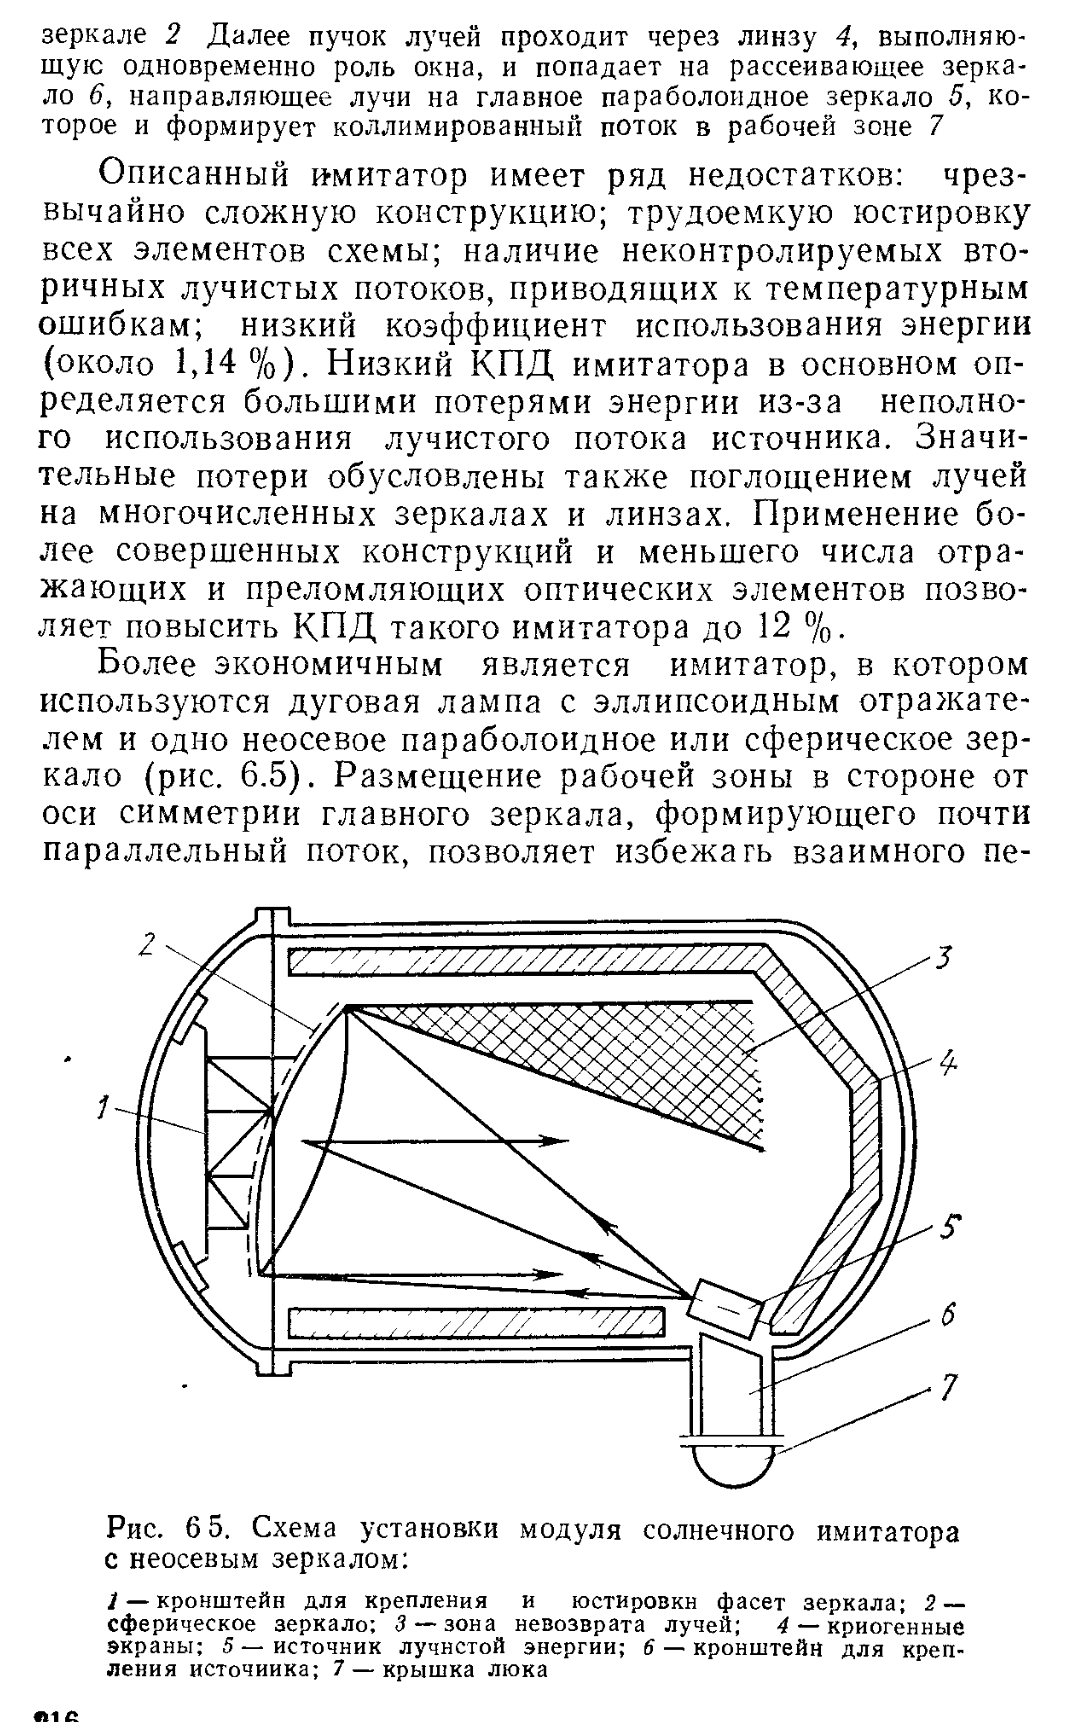 зеркале 2 Далее пучок лучей проходит через линзу 4, выполняю-
щую одновременно роль окна, и попадает на рассеивающее зерка-
ло 6, направляющее лучи на главное параболоидное зеркало 5, ко-
торое и формирует коллимированный поток в рабочей зоне 7
Описанный имитатор имеет ряд недостатков: чрез-
вычайно сложную конструкцию; трудоемкую юстировку
всех элементов схемы; наличие неконтролируемых вто-
ричных лучистых потоков, приводящих к температурным
ошибкам; низкий коэффициент использования энергии
(около 1,14 %). Низкий КПД имитатора в основном оп-
ределяется большими потерями энергии из-за неполно-
го использования лучистого потока источника. Значи-
тельные потери обусловлены также поглощением лучей
на многочисленных зеркалах и линзах. Применение бо-
лее совершенных конструкций и меньшего числа отра-
жающих и преломляющих оптических элементов позво-
ляет повысить КПД такого имитатора до 12 %.
Более экономичным является имитатор, в котором
используются дуговая лампа с эллипсоидным отражате-
лем и одно неосевое параболоидное или сферическое зер-
кало (рис. 6.5). Размещение рабочей зоны в стороне от
оси симметрии главного зеркала, формирующего почти
параллельный поток, позволяет избежать взаимного пе-
2
3
4
1
5
6
7
Рис. 6 5. Схема установки модуля солнечного имитатора
с неосевым зеркалом:
1 — кронштейн для крепления и юстировки фасет зеркала; 2 —
сферическое зеркало; 3 — зона невозврата лучей; 4 — криогенные
экраны; 5 — источник лучистой энергии; 6 — кронштейн для креп-
ления источника; 7 — крышка люка
216